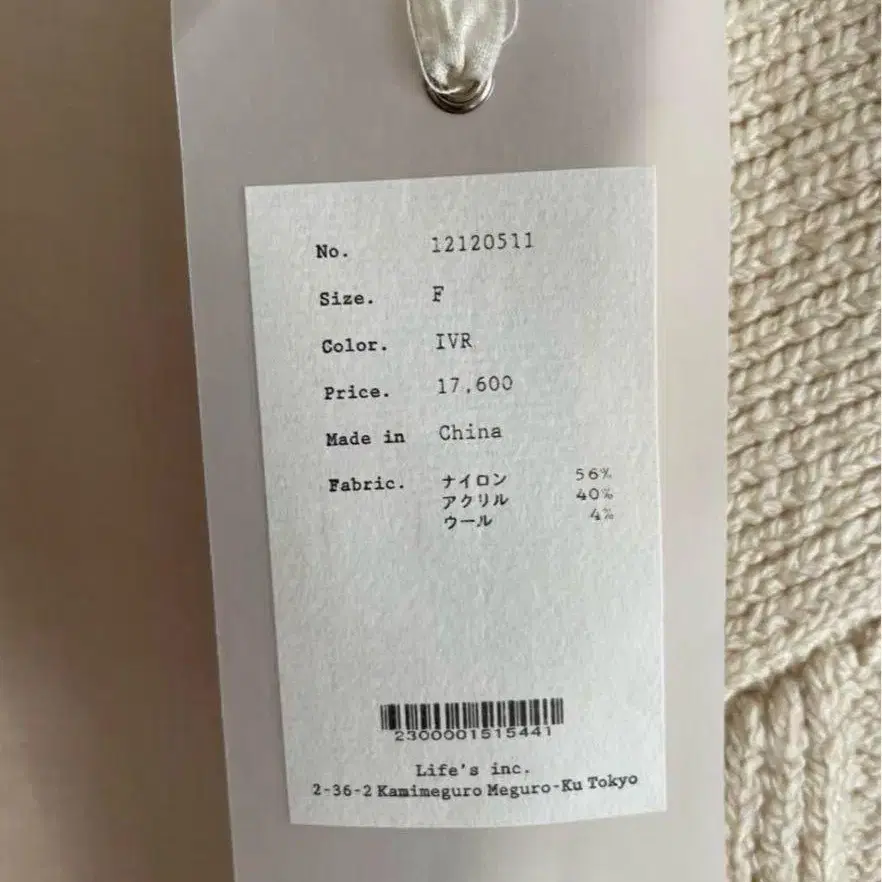 No. 12120511
Size. F
Color. IVR
Price. 17,600
Made in China
Fabric. ナイロン 56%
アクリル 40%
ウール 4%
2300001515441
Life's inc.
2-36-2 Kamimeguro Meguro-Ku Tokyo